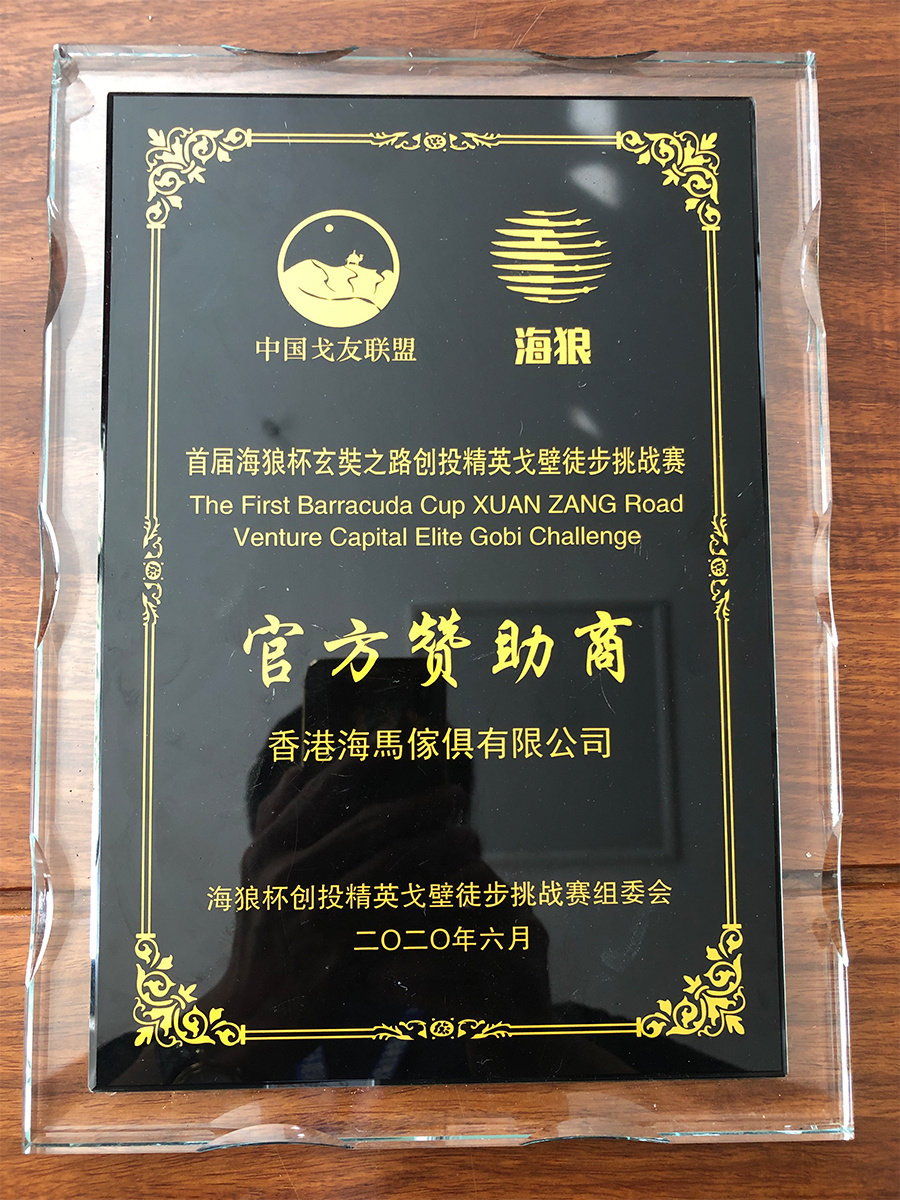 中国戈友联盟
海狼
首届海狼杯玄奘之路创投精英戈壁徒步挑战赛
The First Barracuda Cup XUAN ZANG Road
Venture Capital Elite Gobi Challenge
官方赞助商
香港海馬傢俱有限公司
海狼杯创投精英戈壁徒步挑战赛组委会
二〇二〇年六月